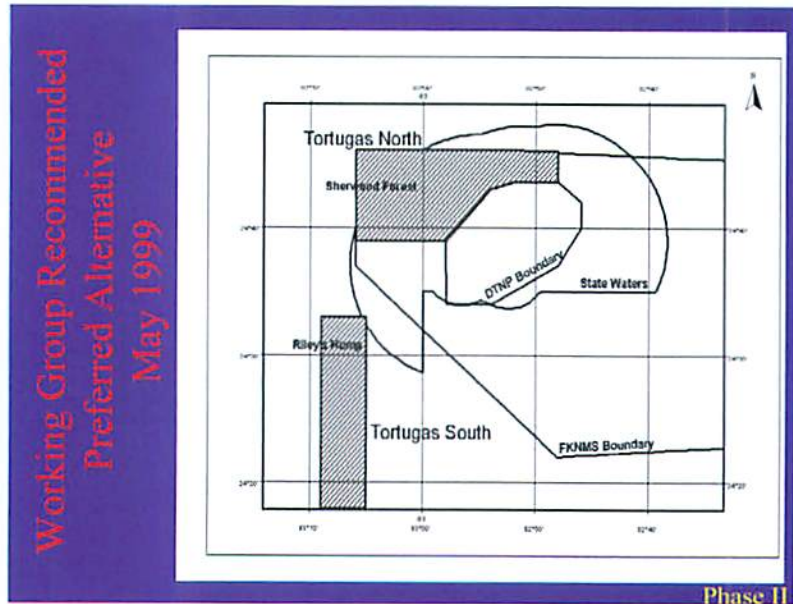 Working Group Recommended
Preferred Alternative
May 1999
N
Tortugas North
Sherwood Forest
DTNP Boundary
State Waters
Riley's Hump
Tortugas South
FKNMS Boundary
Phase II